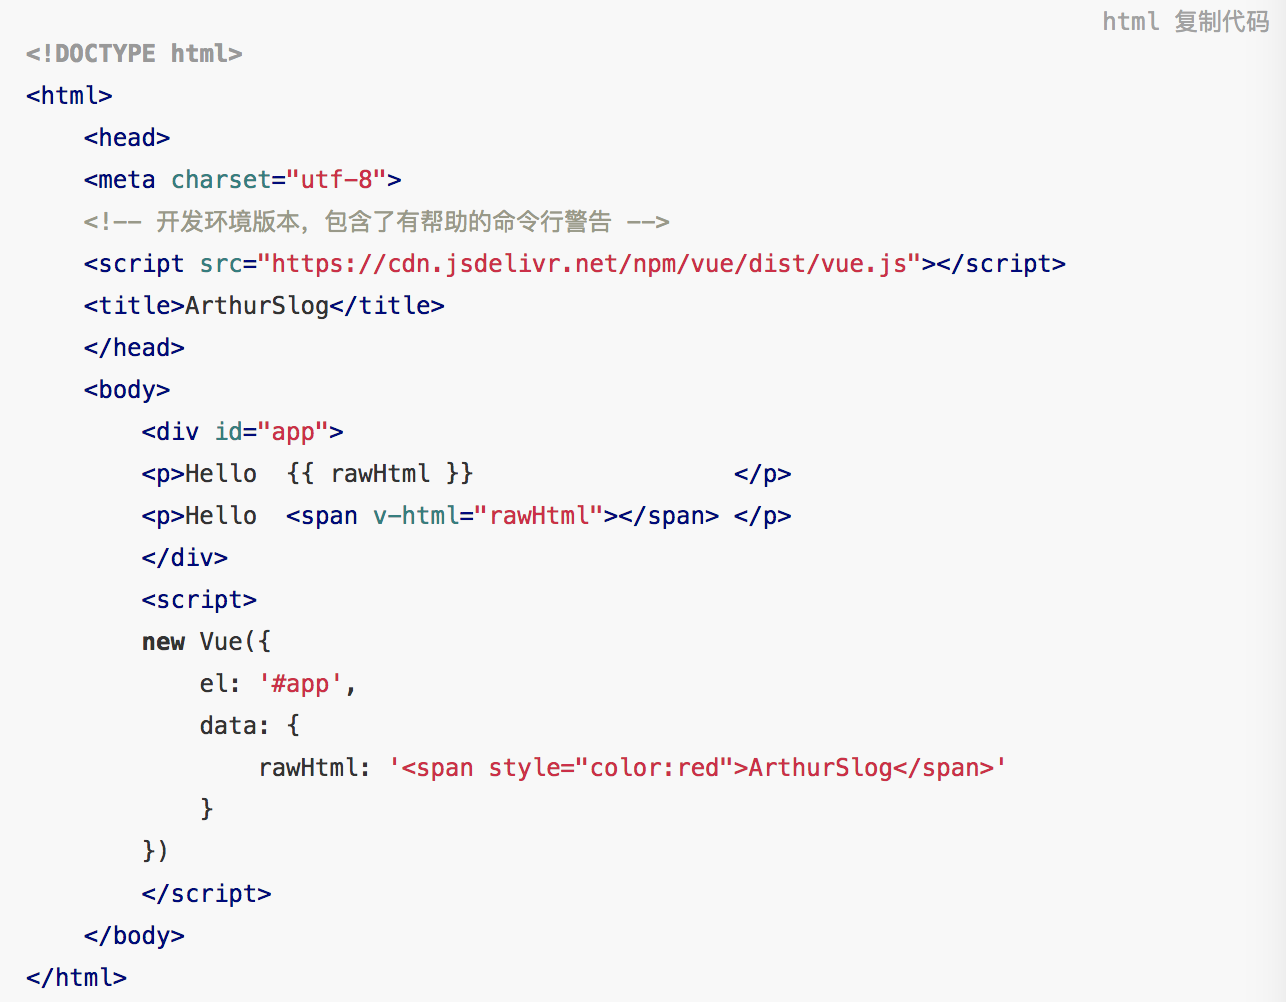 html 复制代码
<!DOCTYPE html>
<html>
    <head>
    <meta charset="utf-8">
    <!-- 开发环境版本，包含了有帮助的命令行警告 -->
    <script src="https://cdn.jsdelivr.net/npm/vue/dist/vue.js"></script>
    <title>ArthurSlog</title>
    </head>
    <body>
        <div id="app">
        <p>Hello  {{ rawHtml }}                  </p>
        <p>Hello  <span v-html="rawHtml"></span> </p>
        </div>
        <script>
        new Vue({
            el: '#app',
            data: {
                rawHtml: '<span style="color:red">ArthurSlog</span>'
            }
        })
        </script>
    </body>
</html>